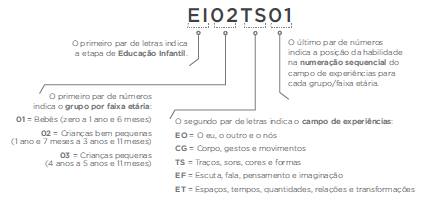 EI02TS01
O primeiro par de letras indica
a etapa de Educação Infantil.
O último par de números
indica a posição da habilidade
na numeração sequencial do
campo de experiências para
cada grupo/faixa etária.
O primeiro par de números
indica o grupo por faixa etária:
01 = Bebês (zero a 1 ano e 6 meses)
02 = Crianças bem pequenas
(1 ano e 7 meses a 3 anos e 11 meses)
03 = Crianças pequenas
(4 anos a 5 anos e 11 meses)
O segundo par de letras indica o campo de experiências:
EO = O eu, o outro e o nós
CG = Corpo, gestos e movimentos
TS = Traços, sons, cores e formas
EF = Escuta, fala, pensamento e imaginação
ET = Espaços, tempos, quantidades, relações e transformações